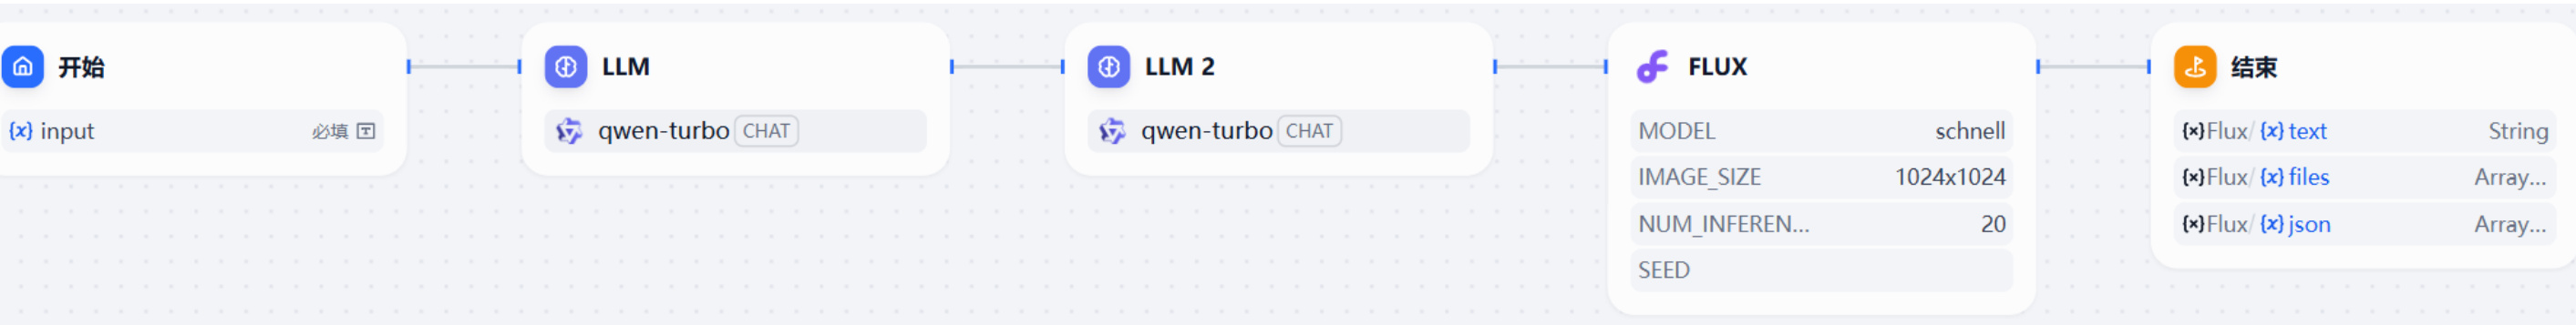 开始
input 必填
LLM
qwen-turbo CHAT
LLM 2
qwen-turbo CHAT
FLUX
MODEL schnell
IMAGE_SIZE 1024x1024
NUM_INFEREN... 20
SEED
结束
{x}Flux/{x}text String
{x}Flux/{x}files Array...
{x}Flux/{x}json Array...